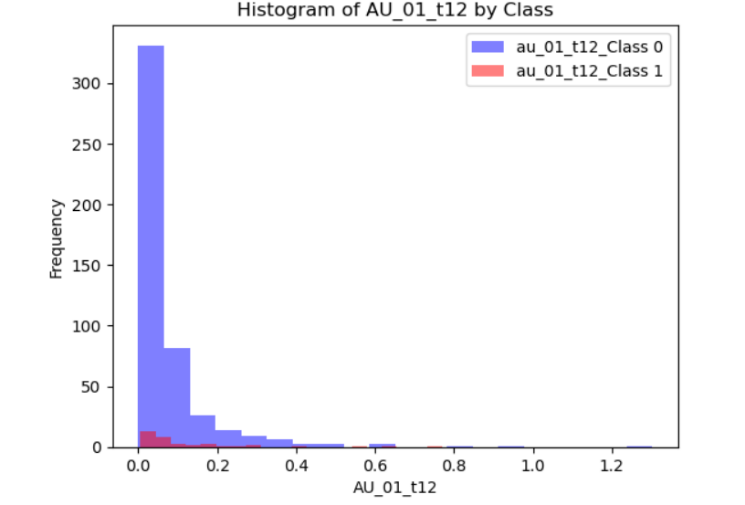 Histogram of AU_01_t12 by Class
au_01_t12_Class 0
au_01_t12_Class 1
Frequency
300
250
200
150
100
50
0
0.0 0.2 0.4 0.6 0.8 1.0 1.2
AU_01_t12